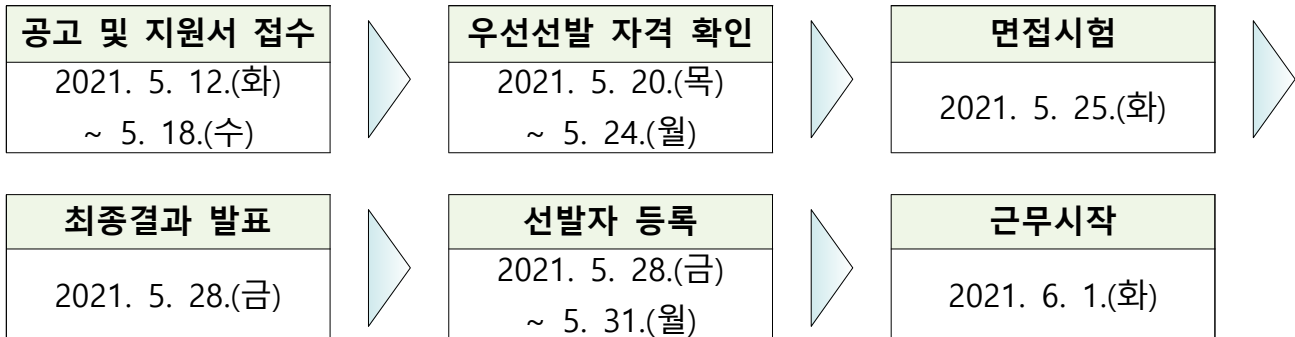 공고 및 지원서 접수
2021. 5. 12.(화)
~ 5. 18.(수)
우선선발 자격 확인
2021. 5. 20.(목)
~ 5. 24.(월)
면접시험
2021. 5. 25.(화)
최종결과 발표
2021. 5. 28.(금)
선발자 등록
2021. 5. 28.(금)
~ 5. 31.(월)
근무시작
2021. 6. 1.(화)